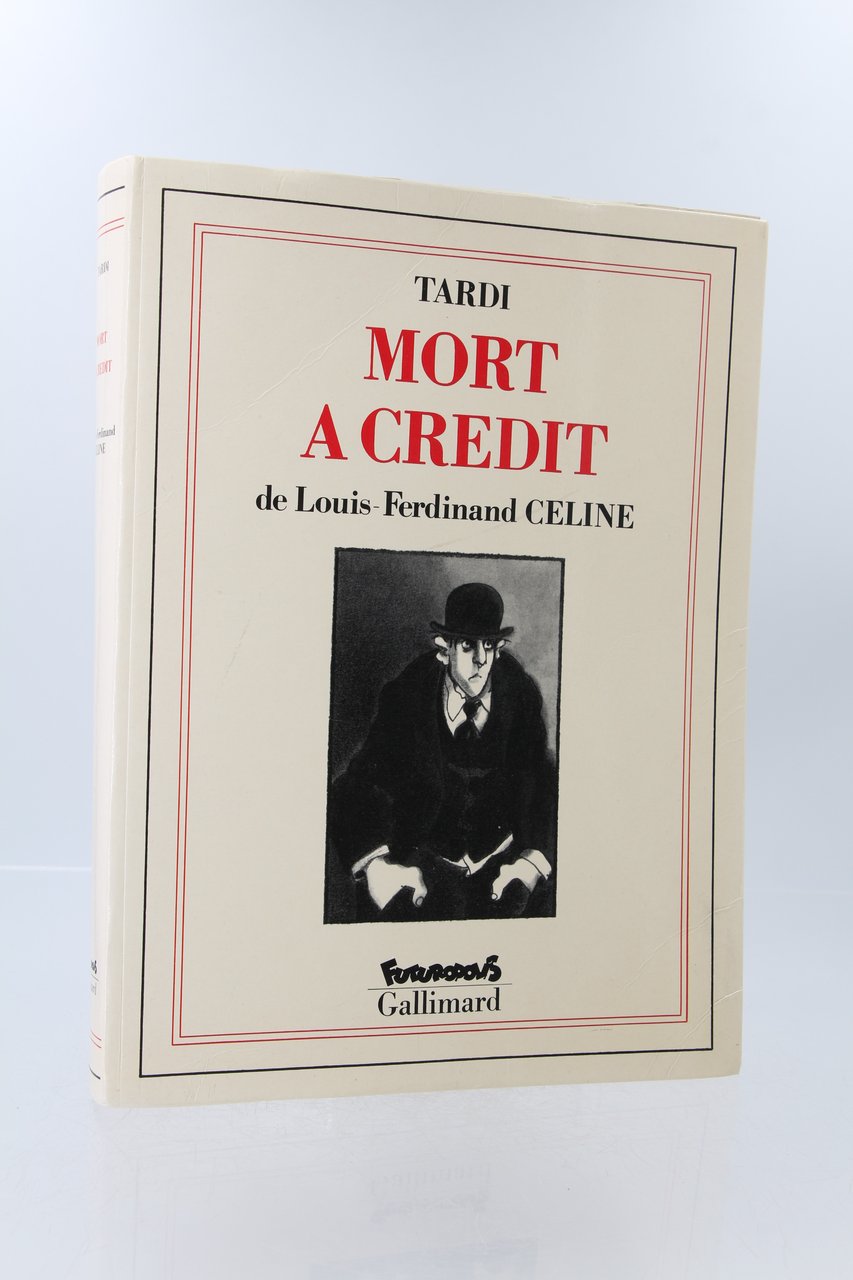 TARDI
MORT
A CREDIT
de Louis-Ferdinand CELINE
FUTUROPOLIS
Gallimard